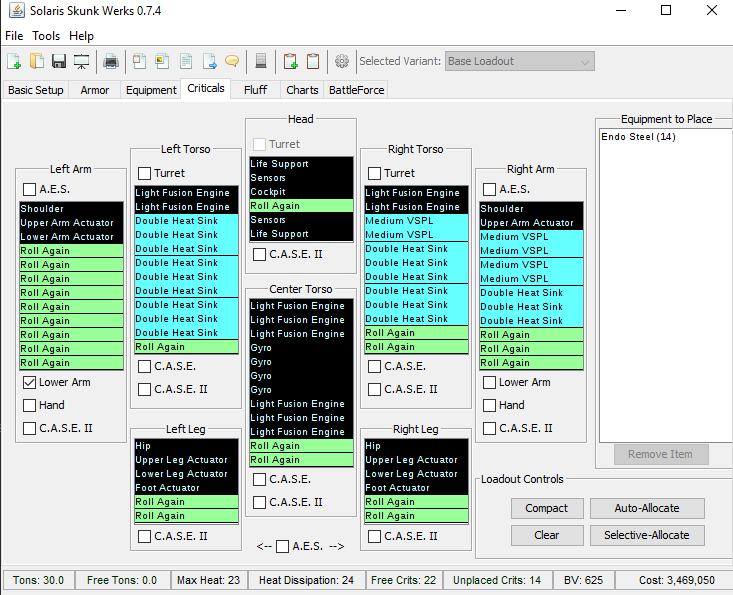 Solaris Skunk Werks 0.7.4
File Tools Help
Selected Variant: Base Loadout
Basic Setup Armor Equipment Criticals Fluff Charts BattleForce
Head
Turret
Life Support
Sensors
Cockpit
Roll Again
Sensors
Life Support
C.A.S.E. II
Left Torso
Turret
Light Fusion Engine
Light Fusion Engine
Double Heat Sink
Double Heat Sink
Double Heat Sink
Double Heat Sink
Double Heat Sink
Double Heat Sink
Double Heat Sink
Double Heat Sink
Double Heat Sink
Roll Again
C.A.S.E.
C.A.S.E. II
Right Torso
Turret
Light Fusion Engine
Light Fusion Engine
Medium VSPL
Medium VSPL
Double Heat Sink
Double Heat Sink
Double Heat Sink
Double Heat Sink
Double Heat Sink
Double Heat Sink
Roll Again
Roll Again
C.A.S.E.
C.A.S.E. II
Left Arm
A.E.S.
Shoulder
Upper Arm Actuator
Lower Arm Actuator
Roll Again
Roll Again
Roll Again
Roll Again
Roll Again
Roll Again
Roll Again
Roll Again
Roll Again
Lower Arm
Hand
C.A.S.E. II
Right Arm
A.E.S.
Shoulder
Upper Arm Actuator
Medium VSPL
Medium VSPL
Medium VSPL
Medium VSPL
Double Heat Sink
Double Heat Sink
Double Heat Sink
Roll Again
Roll Again
Roll Again
Lower Arm
Hand
C.A.S.E. II
Center Torso
Light Fusion Engine
Light Fusion Engine
Light Fusion Engine
Gyro
Gyro
Gyro
Gyro
Light Fusion Engine
Light Fusion Engine
Light Fusion Engine
Roll Again
Roll Again
C.A.S.E.
C.A.S.E. II
Left Leg
Hip
Upper Leg Actuator
Lower Leg Actuator
Foot Actuator
Roll Again
Roll Again
C.A.S.E. II
<-- A.E.S. -->
Right Leg
Hip
Upper Leg Actuator
Lower Leg Actuator
Foot Actuator
Roll Again
Roll Again
C.A.S.E. II
Equipment to Place
Endo Steel (14)
Remove Item
Loadout Controls
Compact Auto-Allocate
Clear Selective-Allocate
Tons: 30.0 Free Tons: 0.0 Max Heat: 23 Heat Dissipation: 24 Free Crits: 22 Unplaced Crits: 14 BV: 625 Cost: 3,469,050